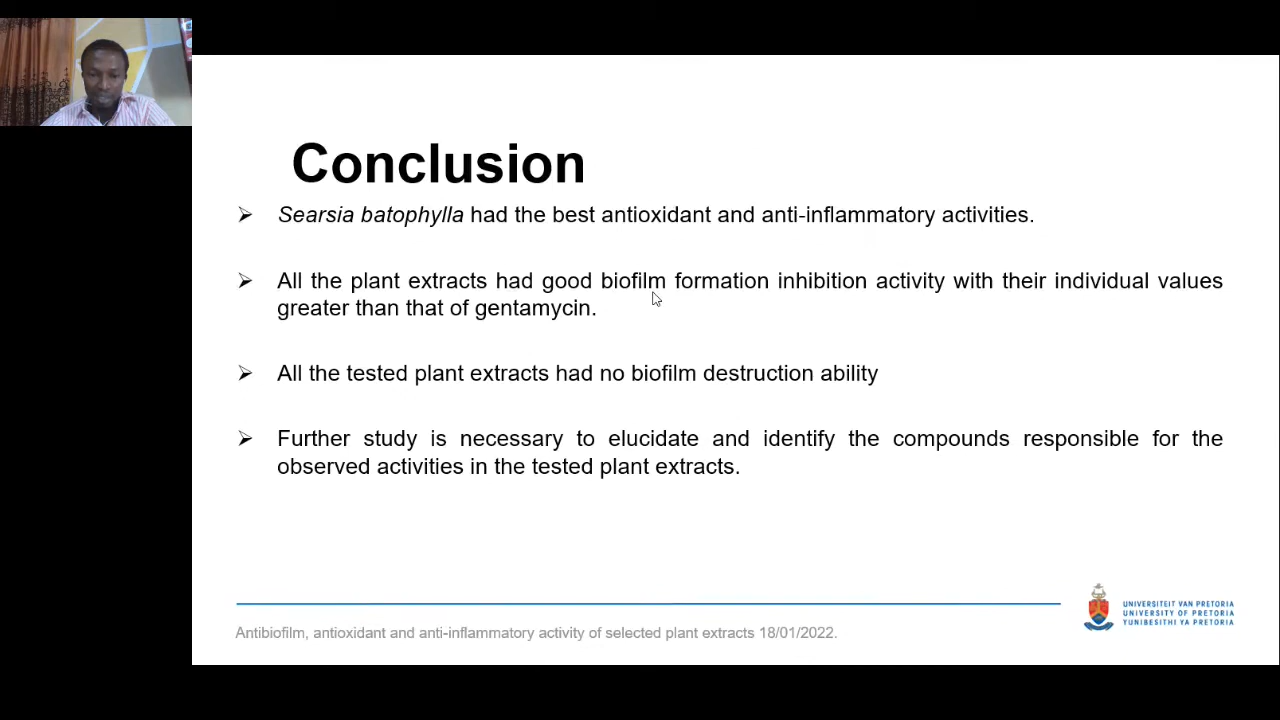 Conclusion
Searsia batophylla had the best antioxidant and anti-inflammatory activities.
All the plant extracts had good biofilm formation inhibition activity with their individual values
greater than that of gentamycin.
All the tested plant extracts had no biofilm destruction ability
Further study is necessary to elucidate and identify the compounds responsible for the
observed activities in the tested plant extracts.
Antibiofilm, antioxidant and anti-inflammatory activity of selected plant extracts 18/01/2022.
UNIVERSITEIT VAN PRETORIA
UNIVERSITY OF PRETORIA
YUNIBESITHI YA PRETORIA